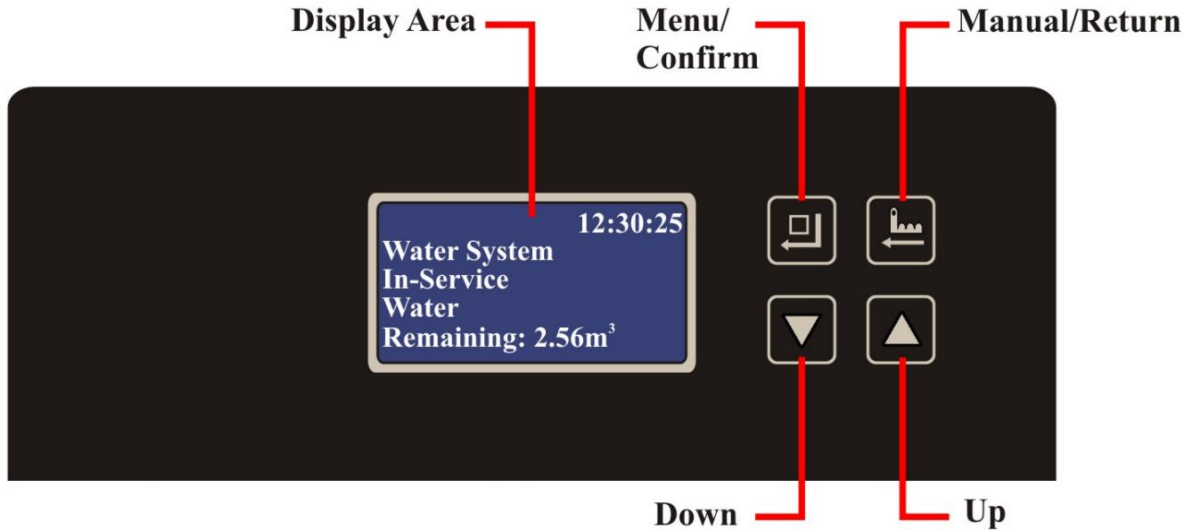 Display Area
Menu/
Confirm
Manual/Return
12:30:25
Water System
In-Service
Water
Remaining: 2.56m³
Down
Up